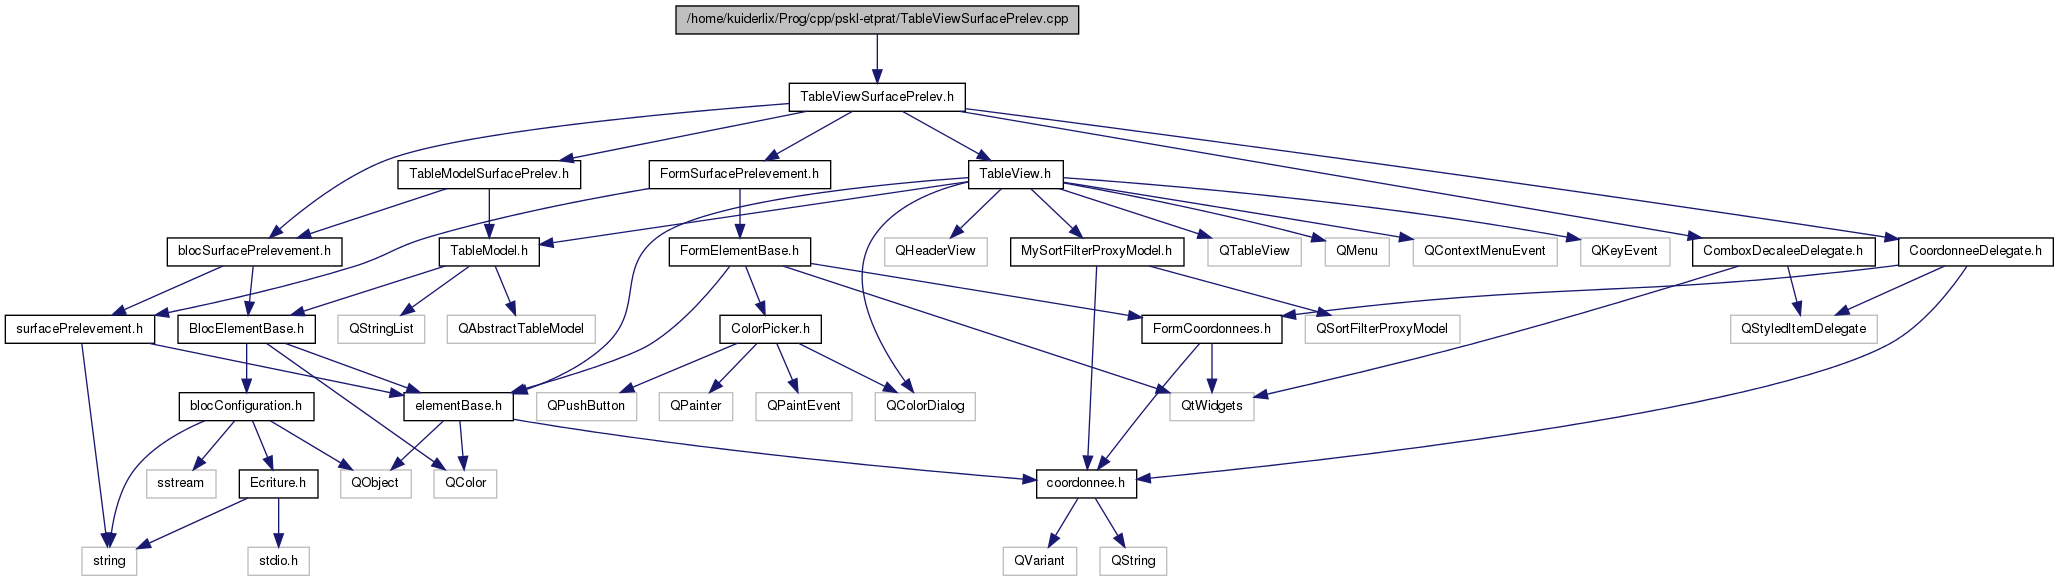 /home/kuiderlix/Prog/cpp/pskl-etprat/TableViewSurfacePrelev.cpp
TableViewSurfacePrelev.h
TableModelSurfacePrelev.h
FormSurfacePrelevement.h
TableView.h
blocSurfacePrelevement.h
TableModel.h
FormElementBase.h
QHeaderView
MySortFilterProxyModel.h
QTableView
QMenu
QContextMenuEvent
QKeyEvent
ComboxDecaleeDelegate.h
CoordonneeDelegate.h
surfacePrelevement.h
BlocElementBase.h
QStringList
QAbstractTableModel
ColorPicker.h
FormCoordonnees.h
QSortFilterProxyModel
QStyledItemDelegate
blocConfiguration.h
elementBase.h
QPushButton
QPainter
QPaintEvent
QColorDialog
QtWidgets
sstream
Ecriture.h
QObject
QColor
coordonnee.h
string
stdio.h
QVariant
QString